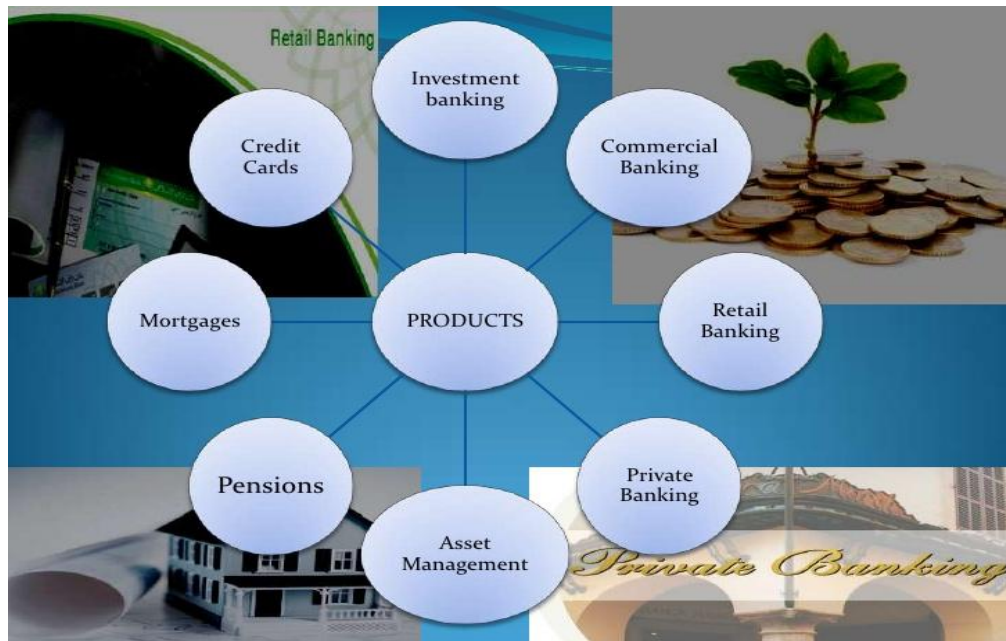 Retail Banking
Investment
banking
Credit
Cards
Commercial
Banking
Mortgages
PRODUCTS
Retail
Banking
Pensions
Private
Banking
Asset
Management
Private Banking